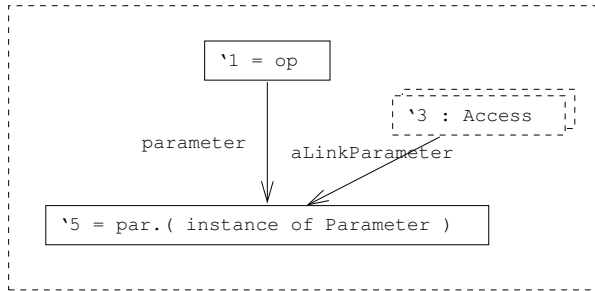 ‵1 = op
‵3 : Access
parameter
aLinkParameter
‵5 = par.( instance of Parameter )